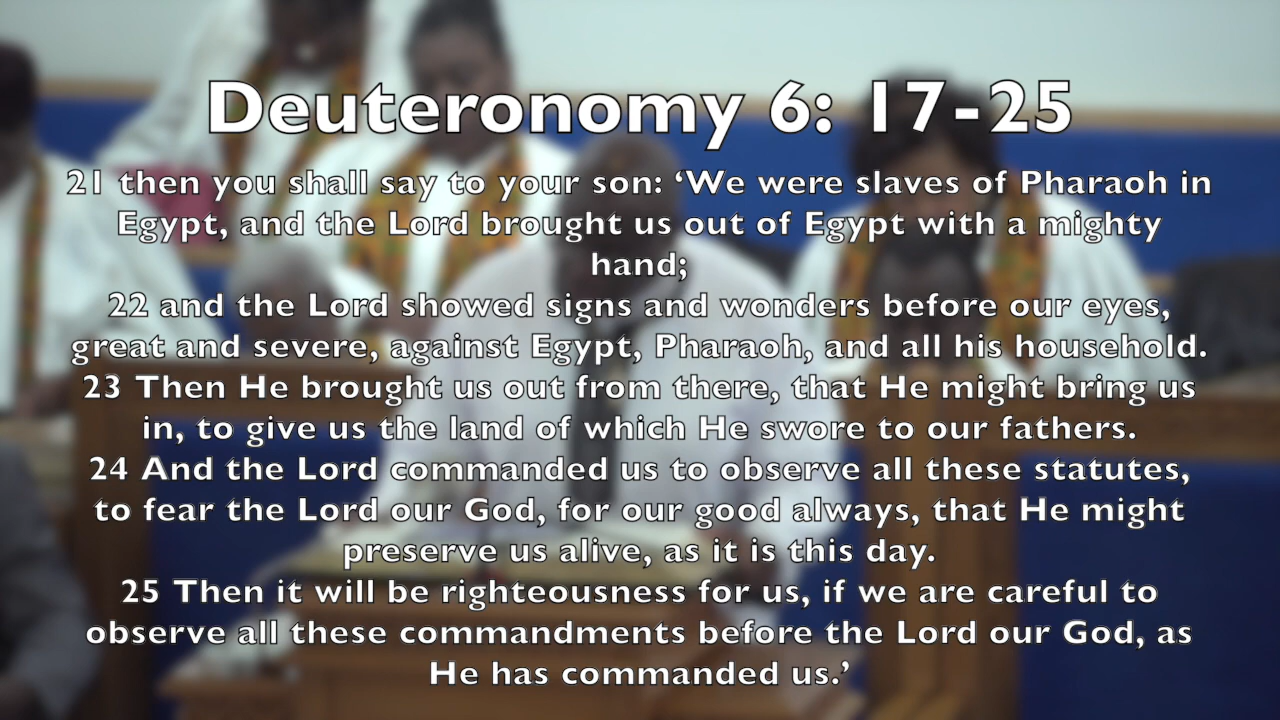 Deuteronomy 6: 17-25
21 then you shall say to your son: ‘We were slaves of Pharaoh in
Egypt, and the Lord brought us out of Egypt with a mighty
hand;
22 and the Lord showed signs and wonders before our eyes,
great and severe, against Egypt, Pharaoh, and all his household.
23 Then He brought us out from there, that He might bring us
in, to give us the land of which He swore to our fathers.
24 And the Lord commanded us to observe all these statutes,
to fear the Lord our God, for our good always, that He might
preserve us alive, as it is this day.
25 Then it will be righteousness for us, if we are careful to
observe all these commandments before the Lord our God, as
He has commanded us.’